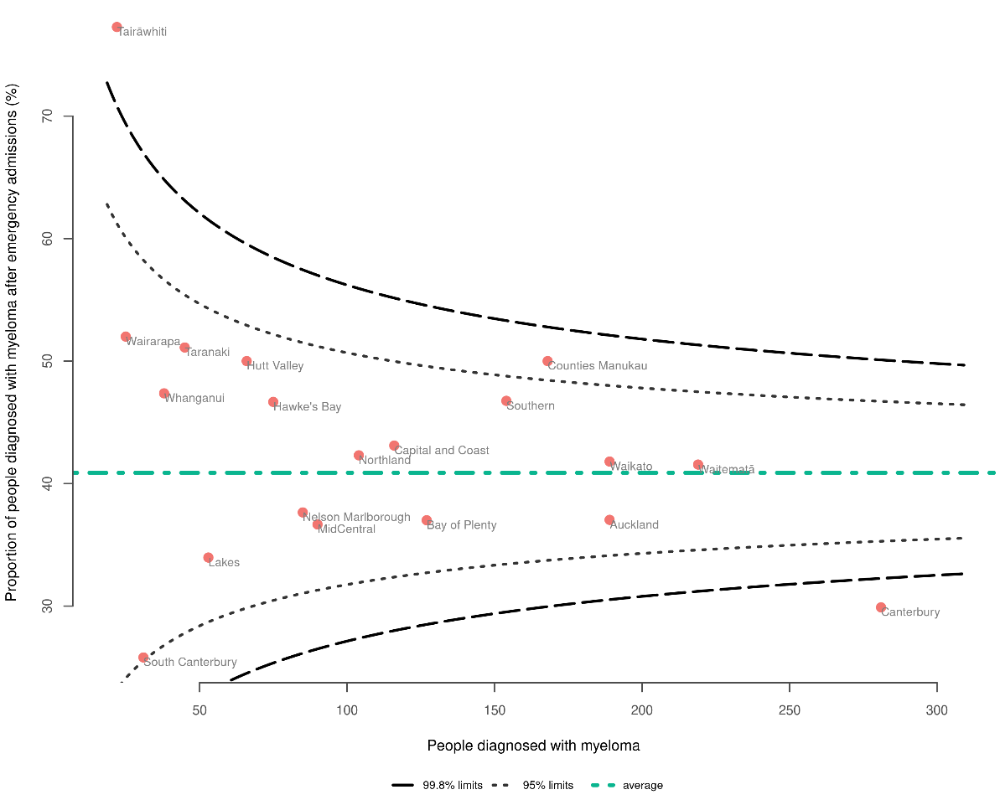 Tairāwhiti
Proportion of people diagnosed with myeloma after emergency admissions (%)
70
60
50
40
30
Wairarapa
Taranaki
Hutt Valley
Counties Manukau
Whanganui
Hawke's Bay
Southern
Capital and Coast
Northland
Waikato
Waitematā
Nelson Marlborough
MidCentral
Bay of Plenty
Auckland
Lakes
Canterbury
South Canterbury
50 100 150 200 250 300
People diagnosed with myeloma
99.8% limits 95% limits average